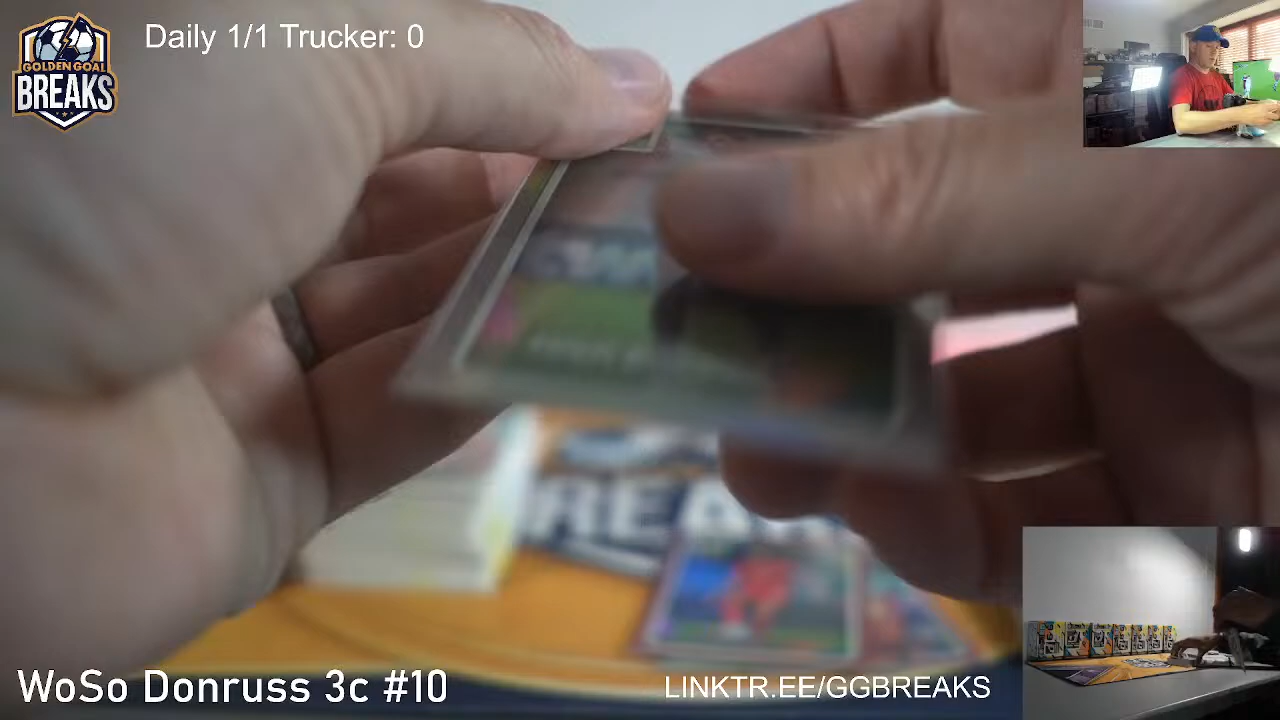 GOLDEN GOAL
BREAKS
Daily 1/1 Trucker: 0
WoSo Donruss 3c #10
LINKTR.EE/GGBREAKS